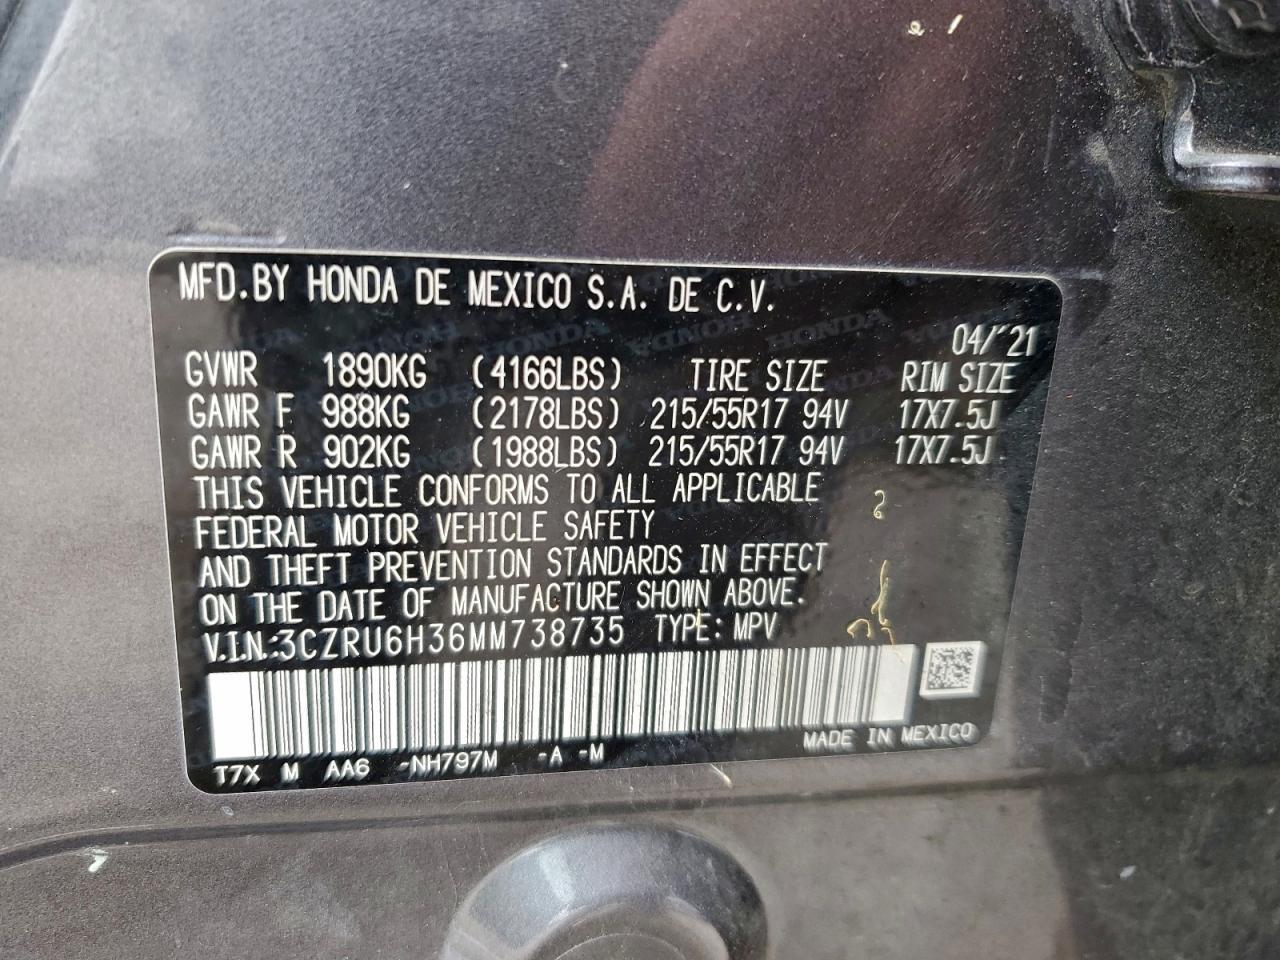 MFD.BY HONDA DE MEXICO S.A. DE C.V.
04/'21
GVWR 1890KG (4166LBS) TIRE SIZE RIM SIZE
GAWR F 988KG (2178LBS) 215/55R17 94V 17X7.5J
GAWR R 902KG (1988LBS) 215/55R17 94V 17X7.5J
THIS VEHICLE CONFORMS TO ALL APPLICABLE
FEDERAL MOTOR VEHICLE SAFETY
AND THEFT PREVENTION STANDARDS IN EFFECT
ON THE DATE OF MANUFACTURE SHOWN ABOVE.
V.I.N.:3CZRU6H36MM738735 TYPE: MPV
MADE IN MEXICO
T7X M AA6 -NH797M -A -M